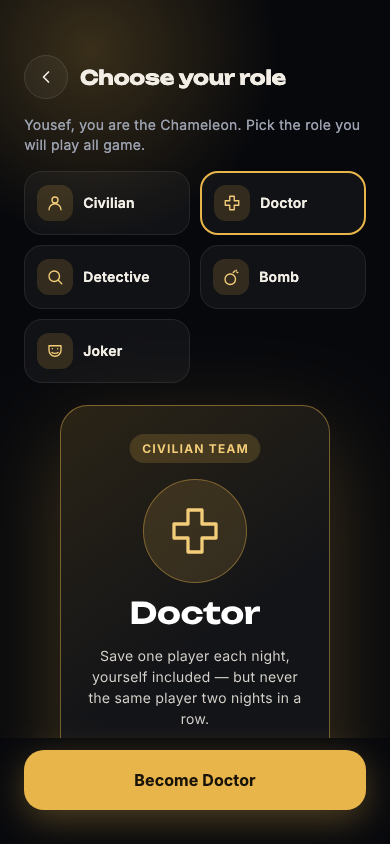 Choose your role
Yousef, you are the Chameleon. Pick the role you
will play all game.
Civilian
Doctor
Detective
Bomb
Joker
CIVILIAN TEAM
Doctor
Save one player each night,
yourself included — but never
the same player two nights in a
row.
Become Doctor